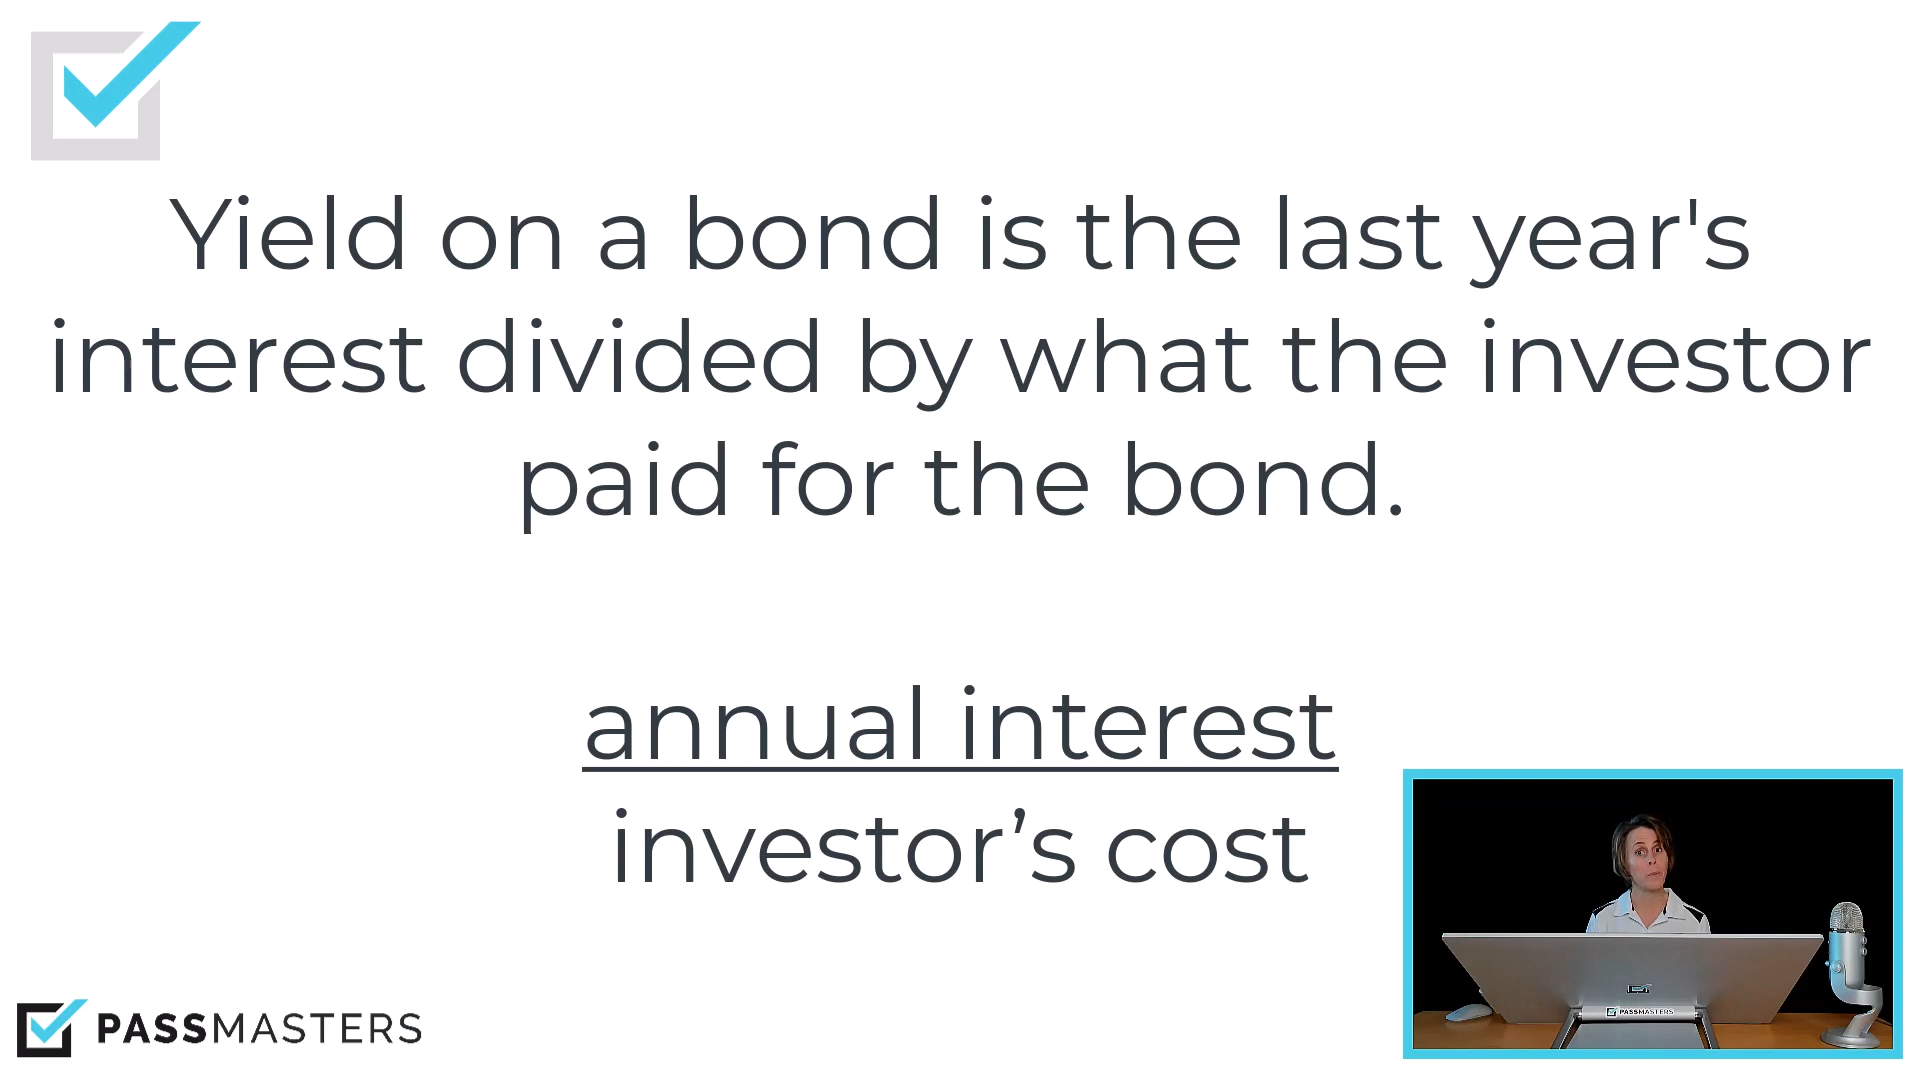 Yield on a bond is the last year's
interest divided by what the investor
paid for the bond.
annual interest
investor’s cost
PASSMASTERS
PASSMASTERS